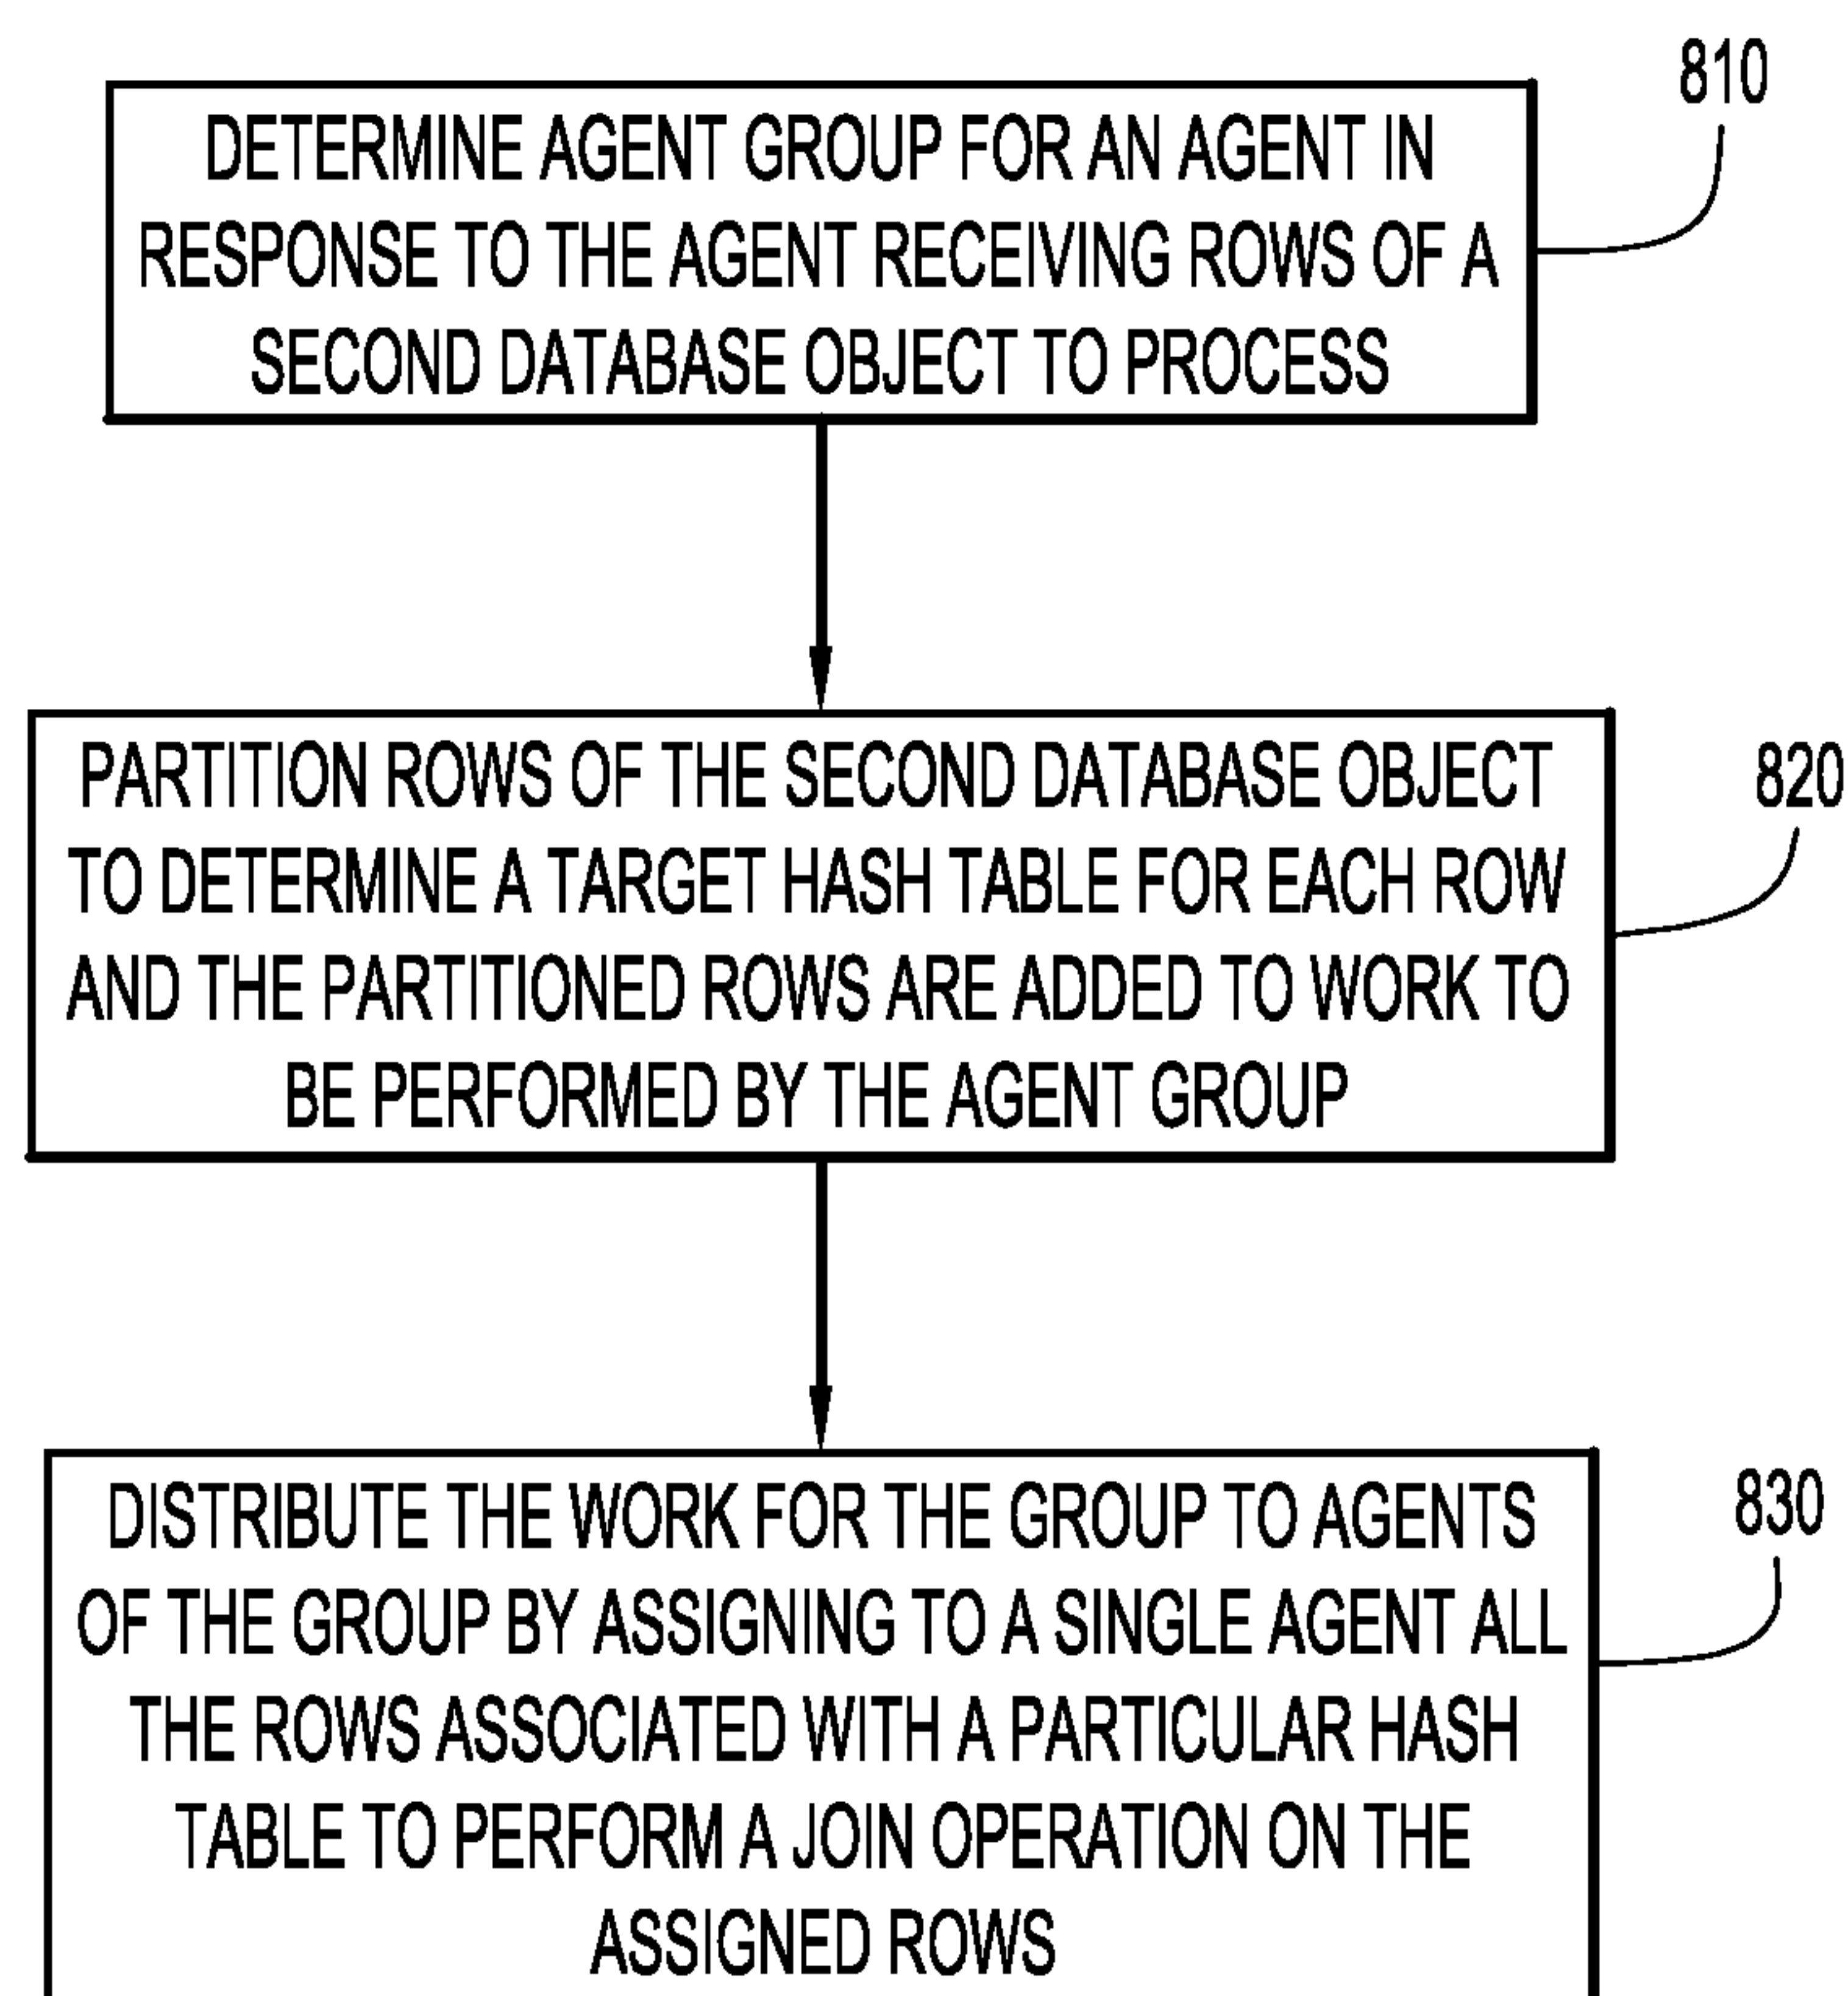 810
DETERMINE AGENT GROUP FOR AN AGENT IN
RESPONSE TO THE AGENT RECEIVING ROWS OF A
SECOND DATABASE OBJECT TO PROCESS
820
PARTITION ROWS OF THE SECOND DATABASE OBJECT
TO DETERMINE A TARGET HASH TABLE FOR EACH ROW
AND THE PARTITIONED ROWS ARE ADDED TO WORK TO
BE PERFORMED BY THE AGENT GROUP
830
DISTRIBUTE THE WORK FOR THE GROUP TO AGENTS
OF THE GROUP BY ASSIGNING TO A SINGLE AGENT ALL
THE ROWS ASSOCIATED WITH A PARTICULAR HASH
TABLE TO PERFORM A JOIN OPERATION ON THE
ASSIGNED ROWS